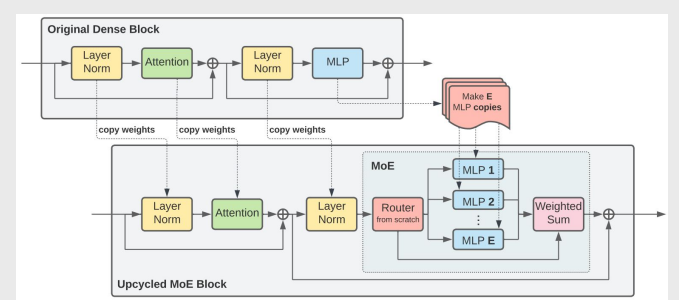 Original Dense Block
Layer
Norm
Attention
Layer
Norm
MLP
Make E
MLP copies
copy weights
copy weights
copy weights
MoE
Layer
Norm
Attention
Layer
Norm
Router
from scratch
MLP 1
MLP 2
⋮
MLP E
Weighted
Sum
Upcycled MoE Block